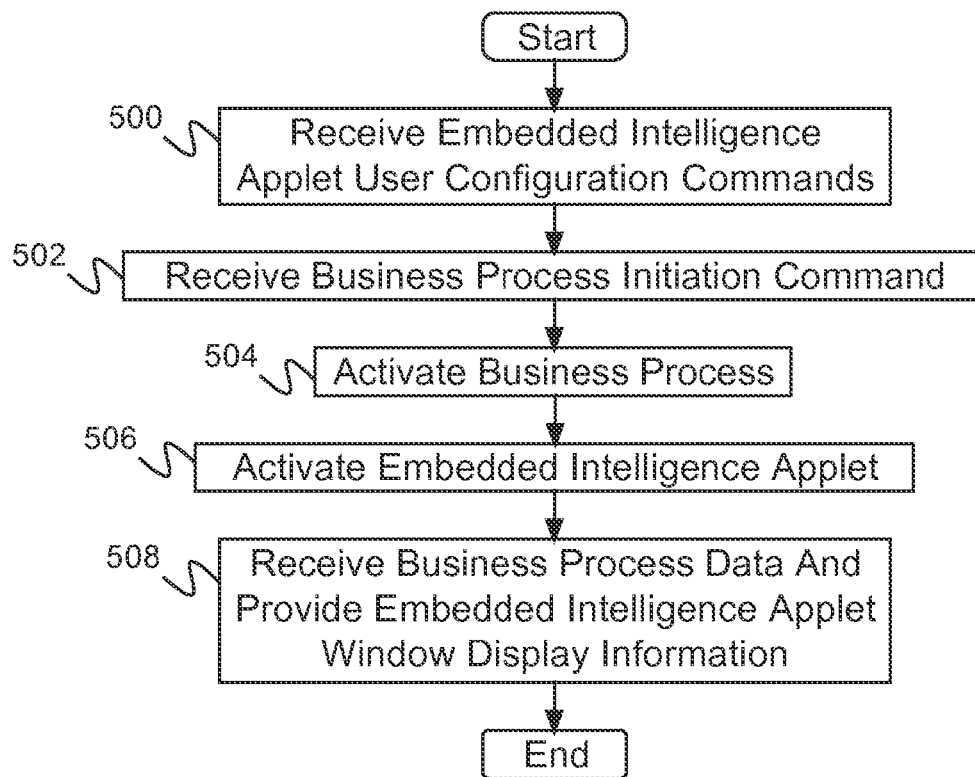 Start
500
Receive Embedded Intelligence
Applet User Configuration Commands
502
Receive Business Process Initiation Command
504
Activate Business Process
506
Activate Embedded Intelligence Applet
508
Receive Business Process Data And
Provide Embedded Intelligence Applet
Window Display Information
End